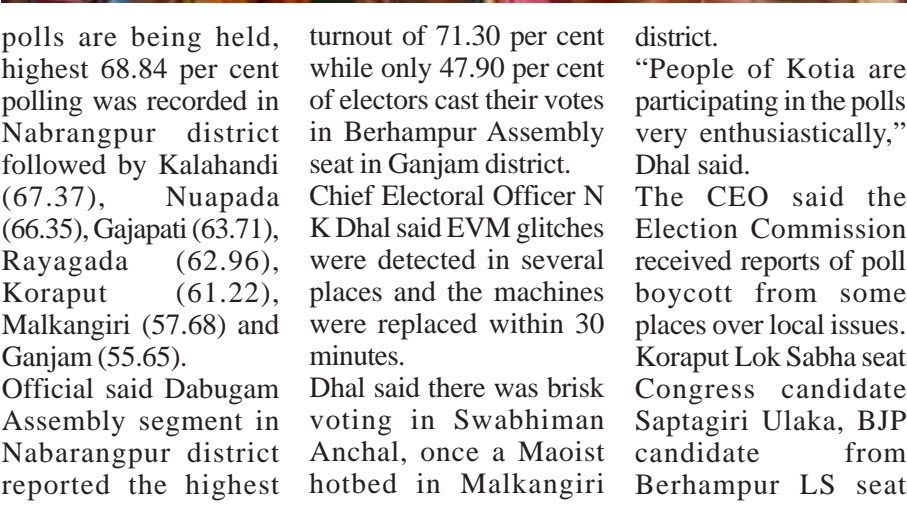 polls are being held,
highest 68.84 per cent
polling was recorded in
Nabrangpur district
followed by Kalahandi
(67.37), Nuapada
(66.35), Gajapati (63.71),
Rayagada (62.96),
Koraput (61.22),
Malkangiri (57.68) and
Ganjam (55.65).
Official said Dabugam
Assembly segment in
Nabarangpur district
reported the highest
turnout of 71.30 per cent
while only 47.90 per cent
of electors cast their votes
in Berhampur Assembly
seat in Ganjam district.
Chief Electoral Officer N
K Dhal said EVM glitches
were detected in several
places and the machines
were replaced within 30
minutes.
Dhal said there was brisk
voting in Swabhiman
Anchal, once a Maoist
hotbed in Malkangiri
district.
“People of Kotia are
participating in the polls
very enthusiastically,”
Dhal said.
The CEO said the
Election Commission
received reports of poll
boycott from some
places over local issues.
Koraput Lok Sabha seat
Congress candidate
Saptagiri Ulaka, BJP
candidate from
Berhampur LS seat